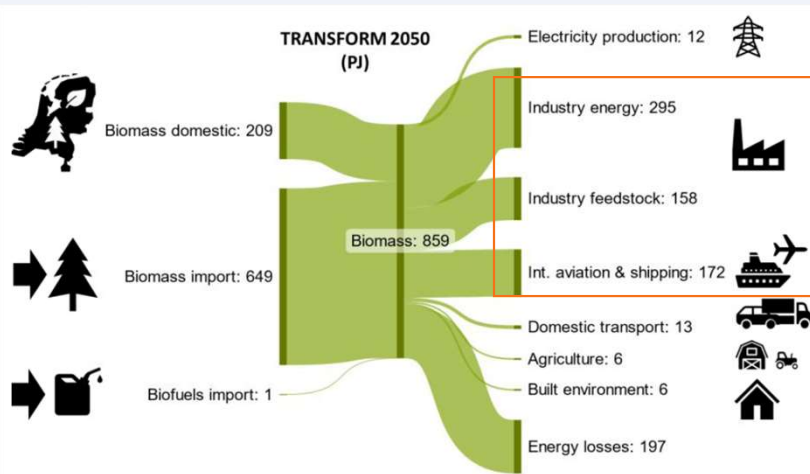 TRANSFORM 2050
(PJ)
Biomass domestic: 209
Biomass import: 649
Biofuels import: 1
Biomass: 859
Electricity production: 12
Industry energy: 295
Industry feedstock: 158
Int. aviation & shipping: 172
Domestic transport: 13
Agriculture: 6
Built environment: 6
Energy losses: 197